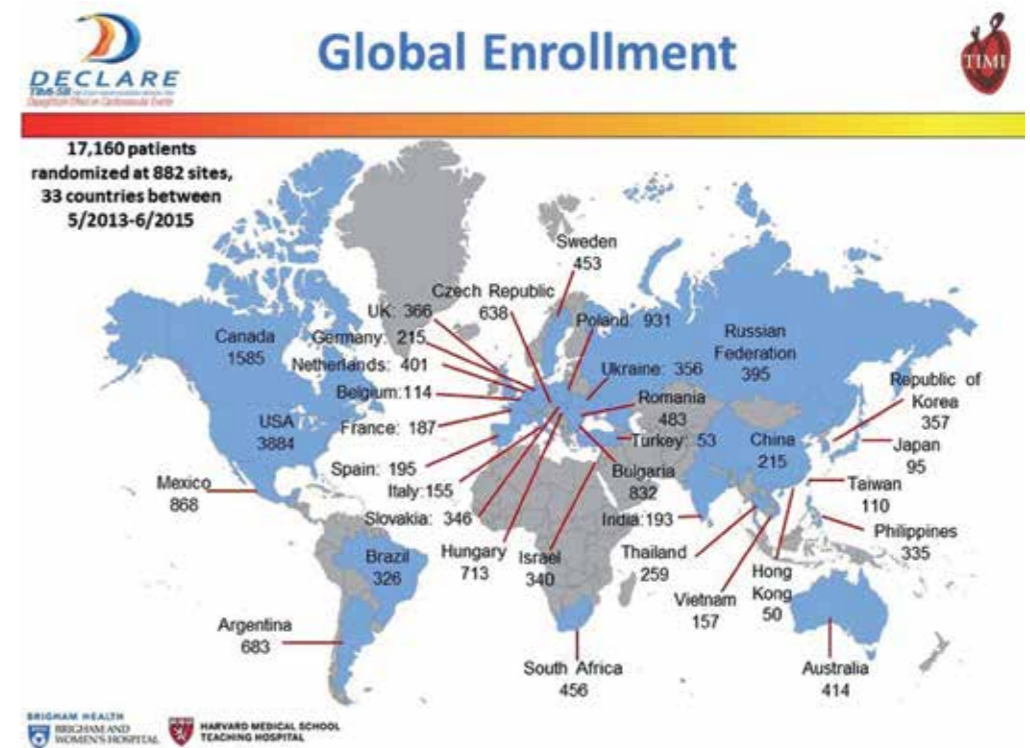 Global Enrollment
DECLARE
TIMI-58
TIMI
17,160 patients
randomized at 882 sites,
33 countries between
5/2013-6/2015
Sweden
453
Czech Republic
638
UK: 366
Germany: 215
Netherlands: 401
Belgium:114
France: 187
Spain: 195
Italy:155
Slovakia: 346
Hungary
713
Israel
340
Poland: 931
Ukraine: 356
Romania
483
Turkey: 53
Bulgaria
832
Canada
1585
USA
3884
Mexico
868
Brazil
326
Argentina
683
South Africa
456
Russian
Federation
395
Republic of
Korea
357
China
215
Japan
95
Taiwan
110
Philippines
335
India:193
Thailand
259
Vietnam
157
Hong
Kong
50
Australia
414
BRIGHAM HEALTH
BRIGHAM AND
WOMEN'S HOSPITAL
HARVARD MEDICAL SCHOOL
TEACHING HOSPITAL